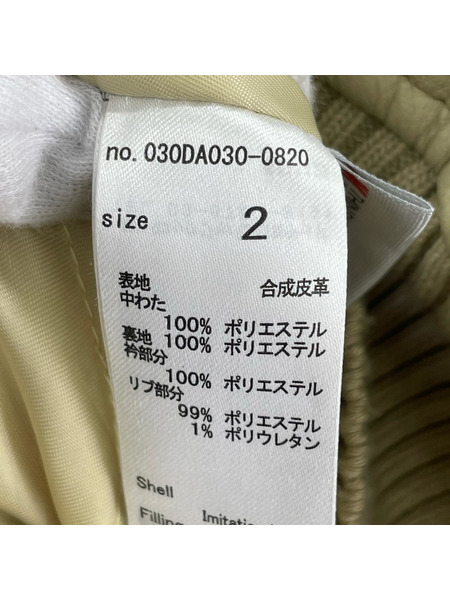 no. 030DA030-0820
size 2
表地 合成皮革
中わた
100% ポリエステル
裏地 100% ポリエステル
衿部分
100% ポリエステル
リブ部分
99% ポリエステル
1% ポリウレタン
Shell
Filling